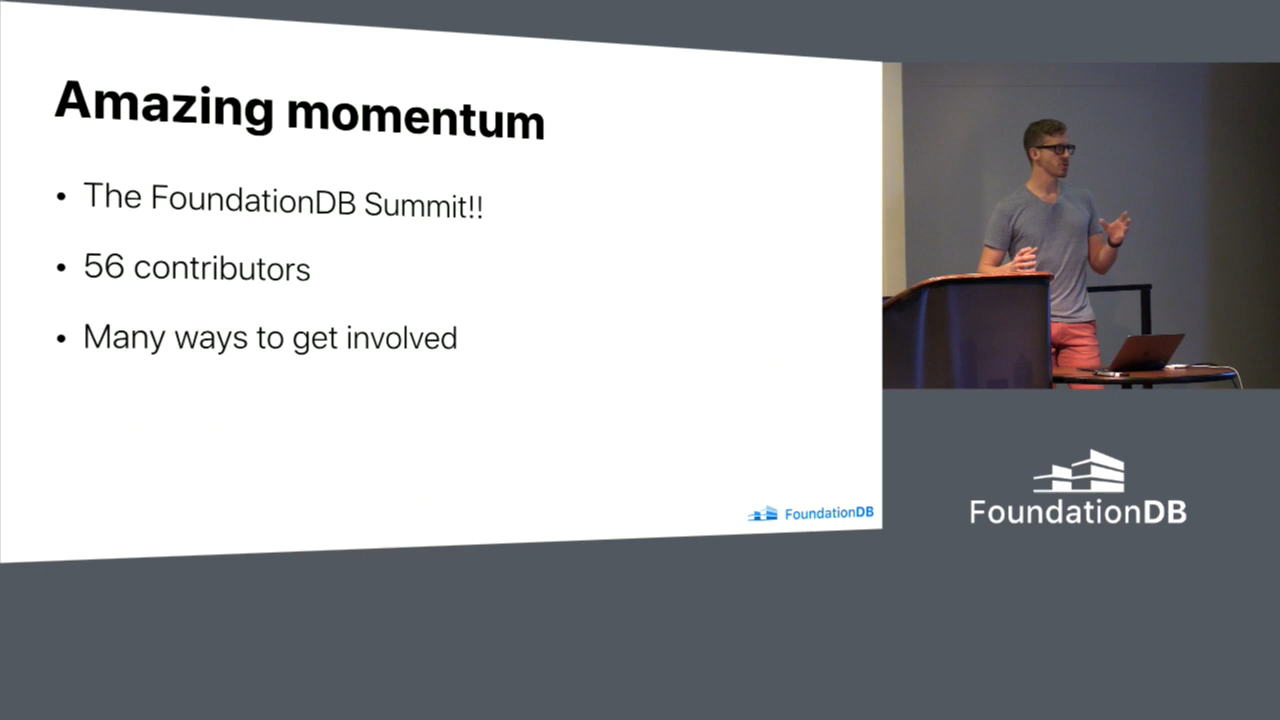 Amazing momentum
• The FoundationDB Summit!!
• 56 contributors
• Many ways to get involved
FoundationDB
FoundationDB